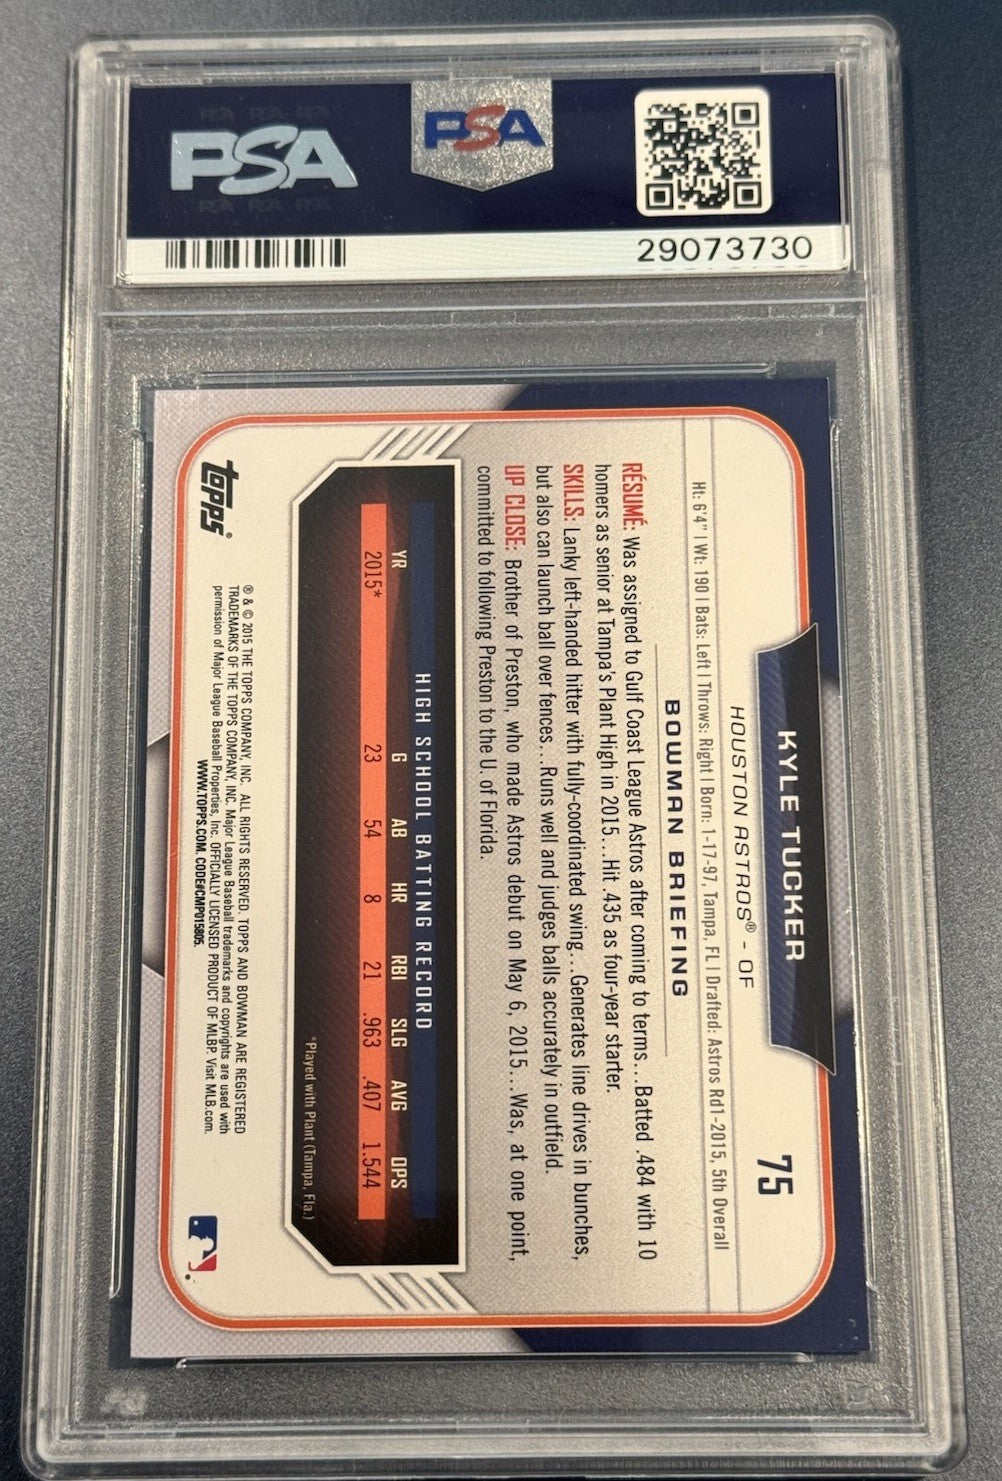 PSA
PSA
29073730
KYLE TUCKER
75
HOUSTON ASTROS® - OF
Ht: 6'4" | Wt: 190 | Bats: Left | Throws: Right | Born: 1-17-97, Tampa, FL | Drafted: Astros Rd1-2015, 5th Overall
BOWMAN BRIEFING
RÉSUMÉ: Was assigned to Gulf Coast League Astros after coming to terms...Batted .484 with 10
homers as senior at Tampa's Plant High in 2015...Hit .435 as four-year starter.
SKILLS: Lanky left-handed hitter with fully-coordinated swing...Generates line drives in bunches,
but also can launch ball over fences...Runs well and judges balls accurately in outfield.
UP CLOSE: Brother of Preston, who made Astros debut on May 6, 2015...Was, at one point,
committed to following Preston to the U. of Florida.
HIGH SCHOOL BATTING RECORD
YR G AB HR RBI SLG AVG OPS
2015* 23 54 8 21 .963 .407 1.544
*Played with Plant (Tampa, Fla.)
topps®
® & © 2015 THE TOPPS COMPANY, INC. ALL RIGHTS RESERVED. TOPPS AND BOWMAN ARE REGISTERED
TRADEMARKS OF THE TOPPS COMPANY, INC. Major League Baseball trademarks and copyrights are used with
permission of Major League Baseball Properties, Inc. OFFICIALLY LICENSED PRODUCT OF MLBP. Visit MLB.com.
WWW.TOPPS.COM. CODE#CMP015805.